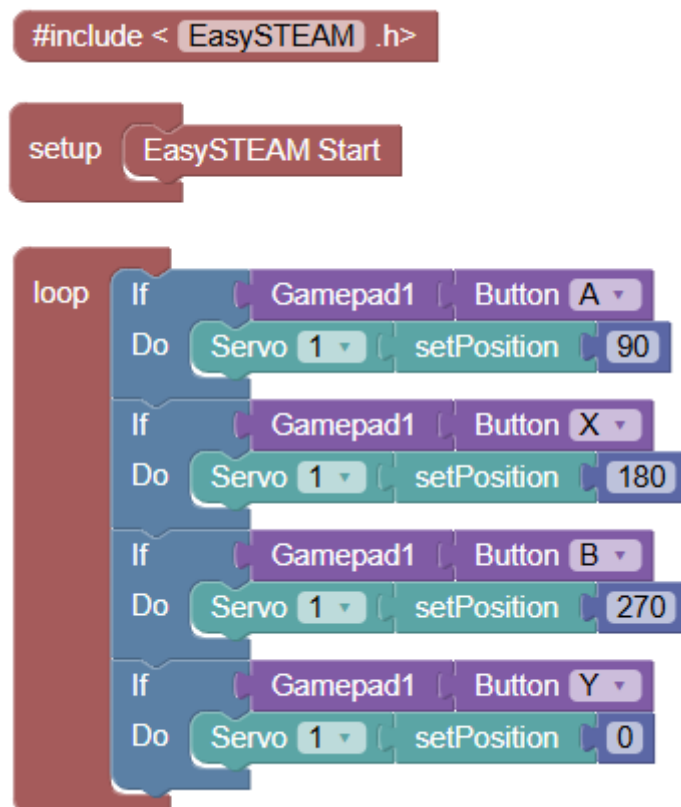 #include < EasySTEAM .h>
setup EasySTEAM Start
loop If Gamepad1 Button A
Do Servo 1 setPosition 90
If Gamepad1 Button X
Do Servo 1 setPosition 180
If Gamepad1 Button B
Do Servo 1 setPosition 270
If Gamepad1 Button Y
Do Servo 1 setPosition 0